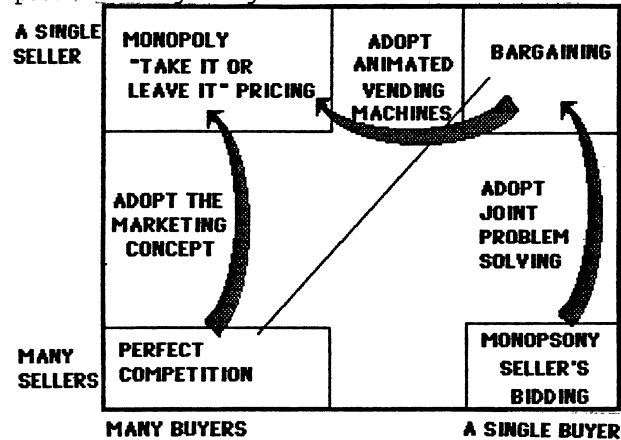 A SINGLE
SELLER
MONOPOLY
"TAKE IT OR
LEAVE IT" PRICING
ADOPT
ANIMATED
VENDING
MACHINES
BARGAINING
ADOPT THE
MARKETING
CONCEPT
ADOPT
JOINT
PROBLEM
SOLVING
MANY
SELLERS
PERFECT
COMPETITION
MONOPSONY
SELLER'S
BIDDING
MANY BUYERS
A SINGLE BUYER